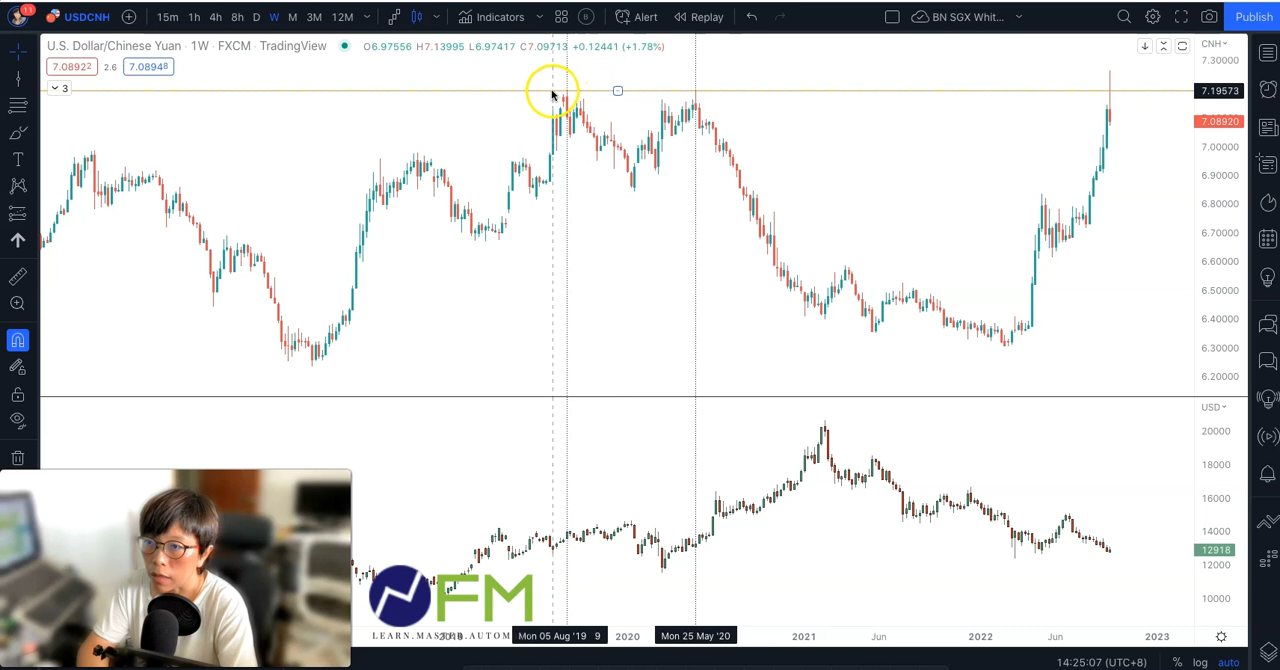 11
USDCNH
15m 1h 4h 8h D W M 3M 12M
Indicators
B
Alert
Replay
BN SGX Whit...
Publish
U.S. Dollar/Chinese Yuan · 1W · FXCM · TradingView
O6.97556 H7.13995 L6.97417 C7.09713 +0.12441 (+1.78%)
7.08922 2.6 7.08948
3
CNH
7.30000
7.19573
7.08920
7.00000
6.90000
6.80000
6.70000
6.60000
6.50000
6.40000
6.30000
6.20000
USD
20000
18000
16000
14000
12918
12000
10000
FM
LEARN.MASTER.AUTOM
Mon 05 Aug '19 9 2020 Mon 25 May '20 2021 Jun 2022 Jun 2023
14:25:07 (UTC+8) % log auto